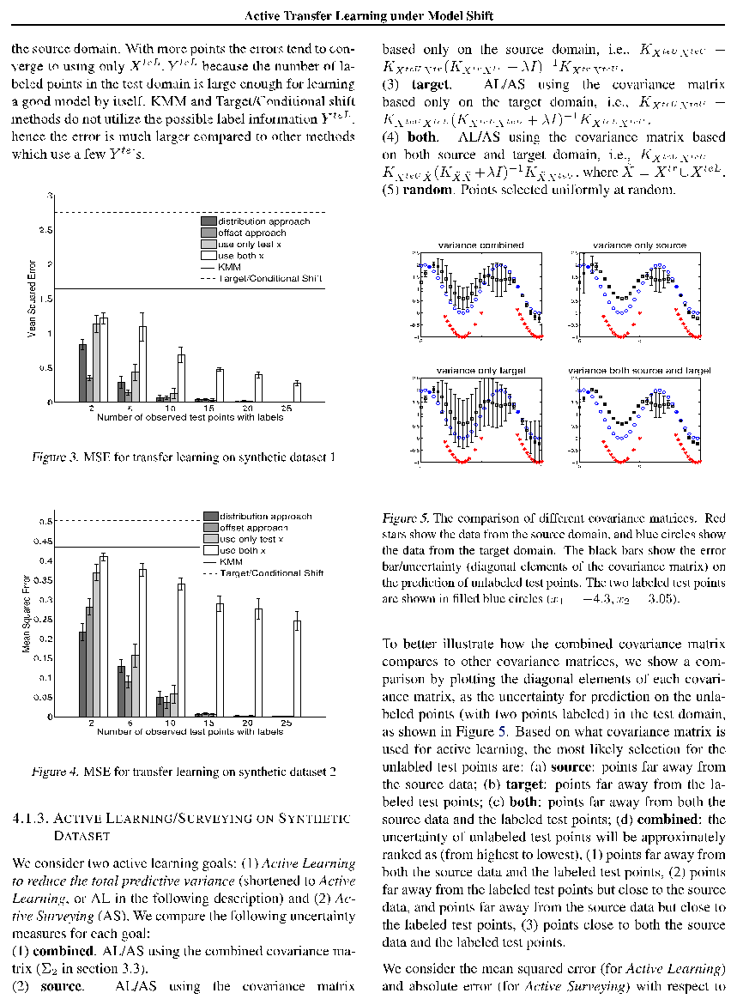 Active Transfer Learning under Model Shift
the source domain. With more points the errors tend to con-
verge to using only X^{teL}, Y^{teL} because the number of la-
beled points in the test domain is large enough for learning
a good model by itself. KMM and Target/Conditional shift
methods do not utilize the possible label information Y^{teL},
hence the error is much larger compared to other methods
which use a few Y^{te}'s.
3
2.5
2
1.5
1
0.5
0
Mean Squared Error
distribution approach
offset approach
use only test x
use both x
KMM
Target/Conditional Shift
2 5 10 15 20 25
Number of observed test points with labels
Figure 3. MSE for transfer learning on synthetic dataset 1
0.5
0.45
0.4
0.35
0.3
0.25
0.2
0.15
0.1
0.05
0
Mean Squared Error
distribution approach
offset approach
use only test x
use both x
KMM
Target/Conditional Shift
2 5 10 15 20 25
Number of observed test points with labels
Figure 4. MSE for transfer learning on synthetic dataset 2
4.1.3. ACTIVE LEARNING/SURVEYING ON SYNTHETIC
DATASET
We consider two active learning goals: (1) Active Learning
to reduce the total predictive variance (shortened to Active
Learning, or AL in the following description) and (2) Ac-
tive Surveying (AS). We compare the following uncertainty
measures for each goal:
(1) combined. AL/AS using the combined covariance ma-
trix (Σ₂ in section 3.3).
(2) source. AL/AS using the covariance matrix
based only on the source domain, i.e., K_{X^{teU}X^{teU}} −
K_{X^{teU}X^{tr}}(K_{X^{tr}X^{tr}} + λI)^{−1}K_{X^{tr}X^{teU}}.
(3) target. AL/AS using the covariance matrix
based only on the target domain, i.e., K_{X^{teU}X^{teU}} −
K_{X^{teU}X^{teL}}(K_{X^{teL}X^{teL}} + λI)^{−1}K_{X^{teL}X^{teU}}.
(4) both. AL/AS using the covariance matrix based
on both source and target domain, i.e., K_{X^{teU}X^{teU}} −
K_{X^{teU}X̃}(K_{X̃X̃} + λI)^{−1}K_{X̃X^{teU}}, where X̃ = X^{tr} ∪ X^{teL}.
(5) random. Points selected uniformly at random.
variance combined
variance only source
variance only target
variance both source and target
Figure 5. The comparison of different covariance matrices. Red
stars show the data from the source domain, and blue circles show
the data from the target domain. The black bars show the error
bar/uncertainty (diagonal elements of the covariance matrix) on
the prediction of unlabeled test points. The two labeled test points
are shown in filled blue circles (x₁ = −4.3, x₂ = 3.05).
To better illustrate how the combined covariance matrix
compares to other covariance matrices, we show a com-
parison by plotting the diagonal elements of each covari-
ance matrix, as the uncertainty for prediction on the unla-
beled points (with two points labeled) in the test domain,
as shown in Figure 5. Based on what covariance matrix is
used for active learning, the most likely selection for the
unlabled test points are: (a) source: points far away from
the source data; (b) target: points far away from the la-
beled test points; (c) both: points far away from both the
source data and the labeled test points; (d) combined: the
uncertainty of unlabeled test points will be approximately
ranked as (from highest to lowest), (1) points far away from
both the source data and the labeled test points, (2) points
far away from the labeled test points but close to the source
data, and points far away from the source data but close to
the labeled test points, (3) points close to both the source
data and the labeled test points.
We consider the mean squared error (for Active Learning)
and absolute error (for Active Surveying) with respect to